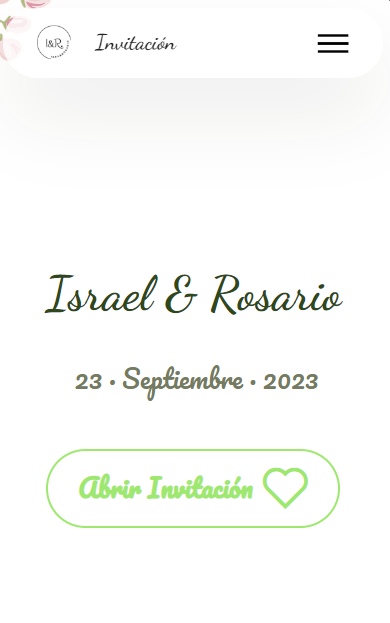 I&R
Invitación
Israel & Rosario
23 · Septiembre · 2023
Abrir Invitación